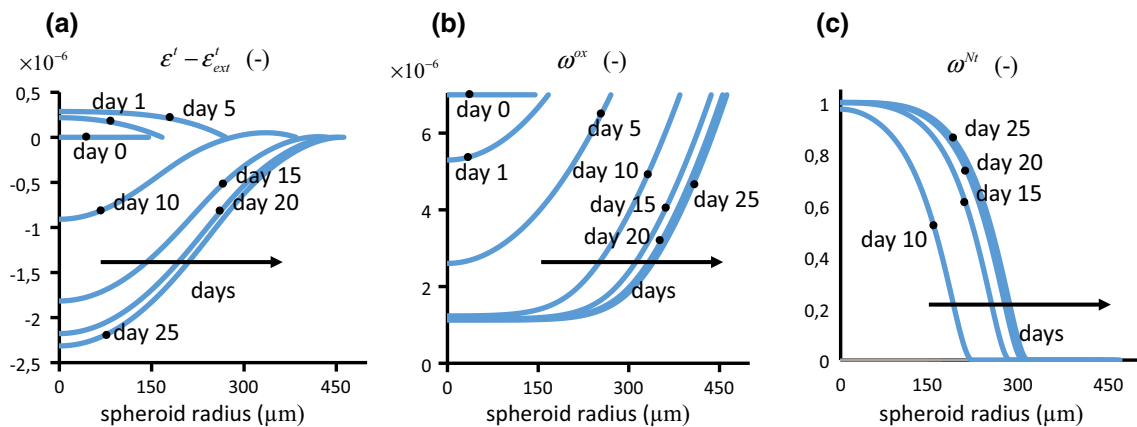 (a)
×10⁻⁶
ε^t − ε^t_ext (-)
0,5
0
-0,5
-1
-1,5
-2
-2,5
day 1
day 5
day 0
day 10
day 15
day 20
days
day 25
0 150 300 450
spheroid radius (µm)
(b)
×10⁻⁶
ω^ox (-)
6
4
2
0
day 0
day 5
day 1
day 10
day 15
day 25
day 20
days
0 150 300 450
spheroid radius (µm)
(c)
ω^Nt (-)
1
0,8
0,6
0,4
0,2
0
day 25
day 20
day 15
day 10
days
0 150 300 450
spheroid radius (µm)